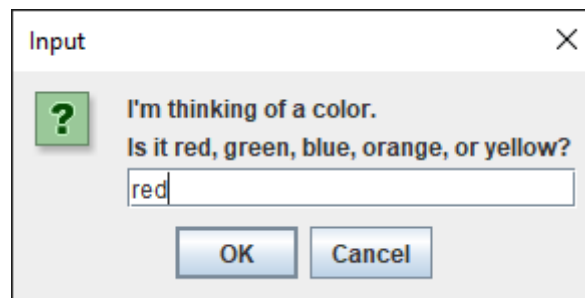 Input
I'm thinking of a color.
Is it red, green, blue, orange, or yellow?
red
OK Cancel